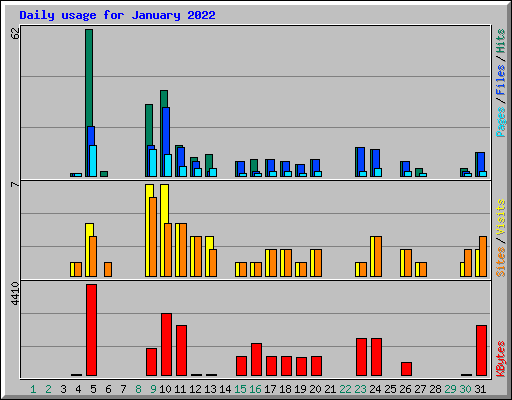 Daily usage for January 2022
62
Pages / Files / Hits
7
Sites / Visits
4410
KBytes
1 2 3 4 5 6 7 8 9 10 11 12 13 14 15 16 17 18 19 20 21 22 23 24 25 26 27 28 29 30 31